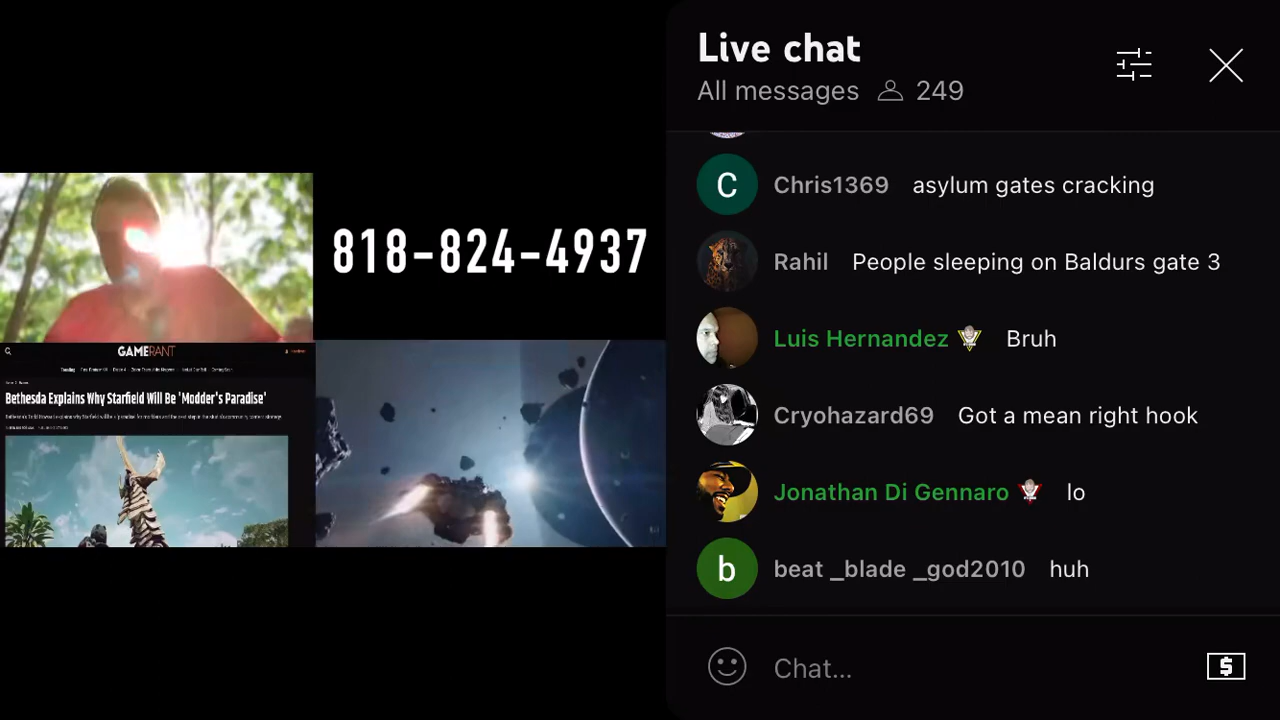 818-824-4937
GAMERANT
Bethesda Explains Why Starfield Will Be 'Modder's Paradise'
Live chat
All messages 249
C Chris1369 asylum gates cracking
Rahil People sleeping on Baldurs gate 3
Luis Hernandez Bruh
Cryohazard69 Got a mean right hook
Jonathan Di Gennaro lo
b beat _blade _god2010 huh
Chat...
$